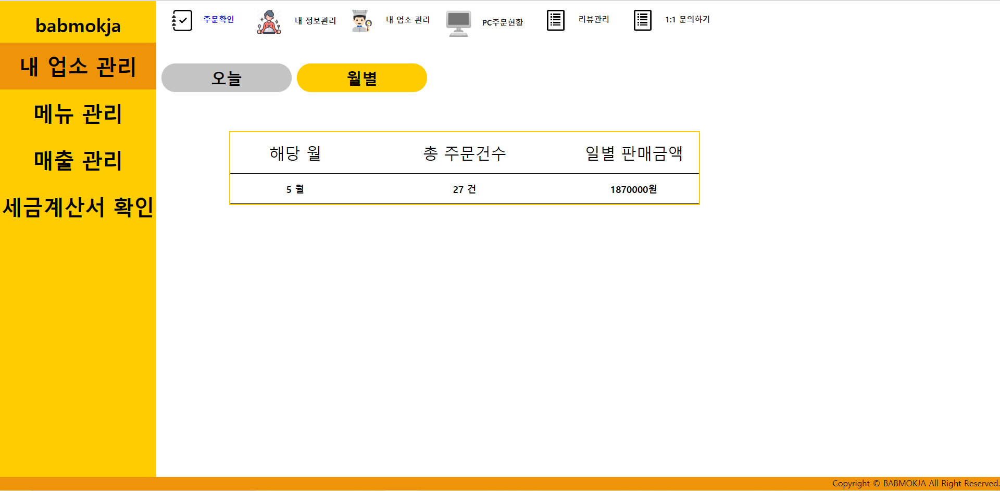 babmokja
내 업소 관리
메뉴 관리
매출 관리
세금계산서 확인
주문확인
내 정보관리
내 업소 관리
PC주문현황
리뷰관리
1:1 문의하기
오늘
월별
해당 월 총 주문건수 일별 판매금액
5 월 27 건 1870000원
Copyright © BABMOKJA All Right Reserved.